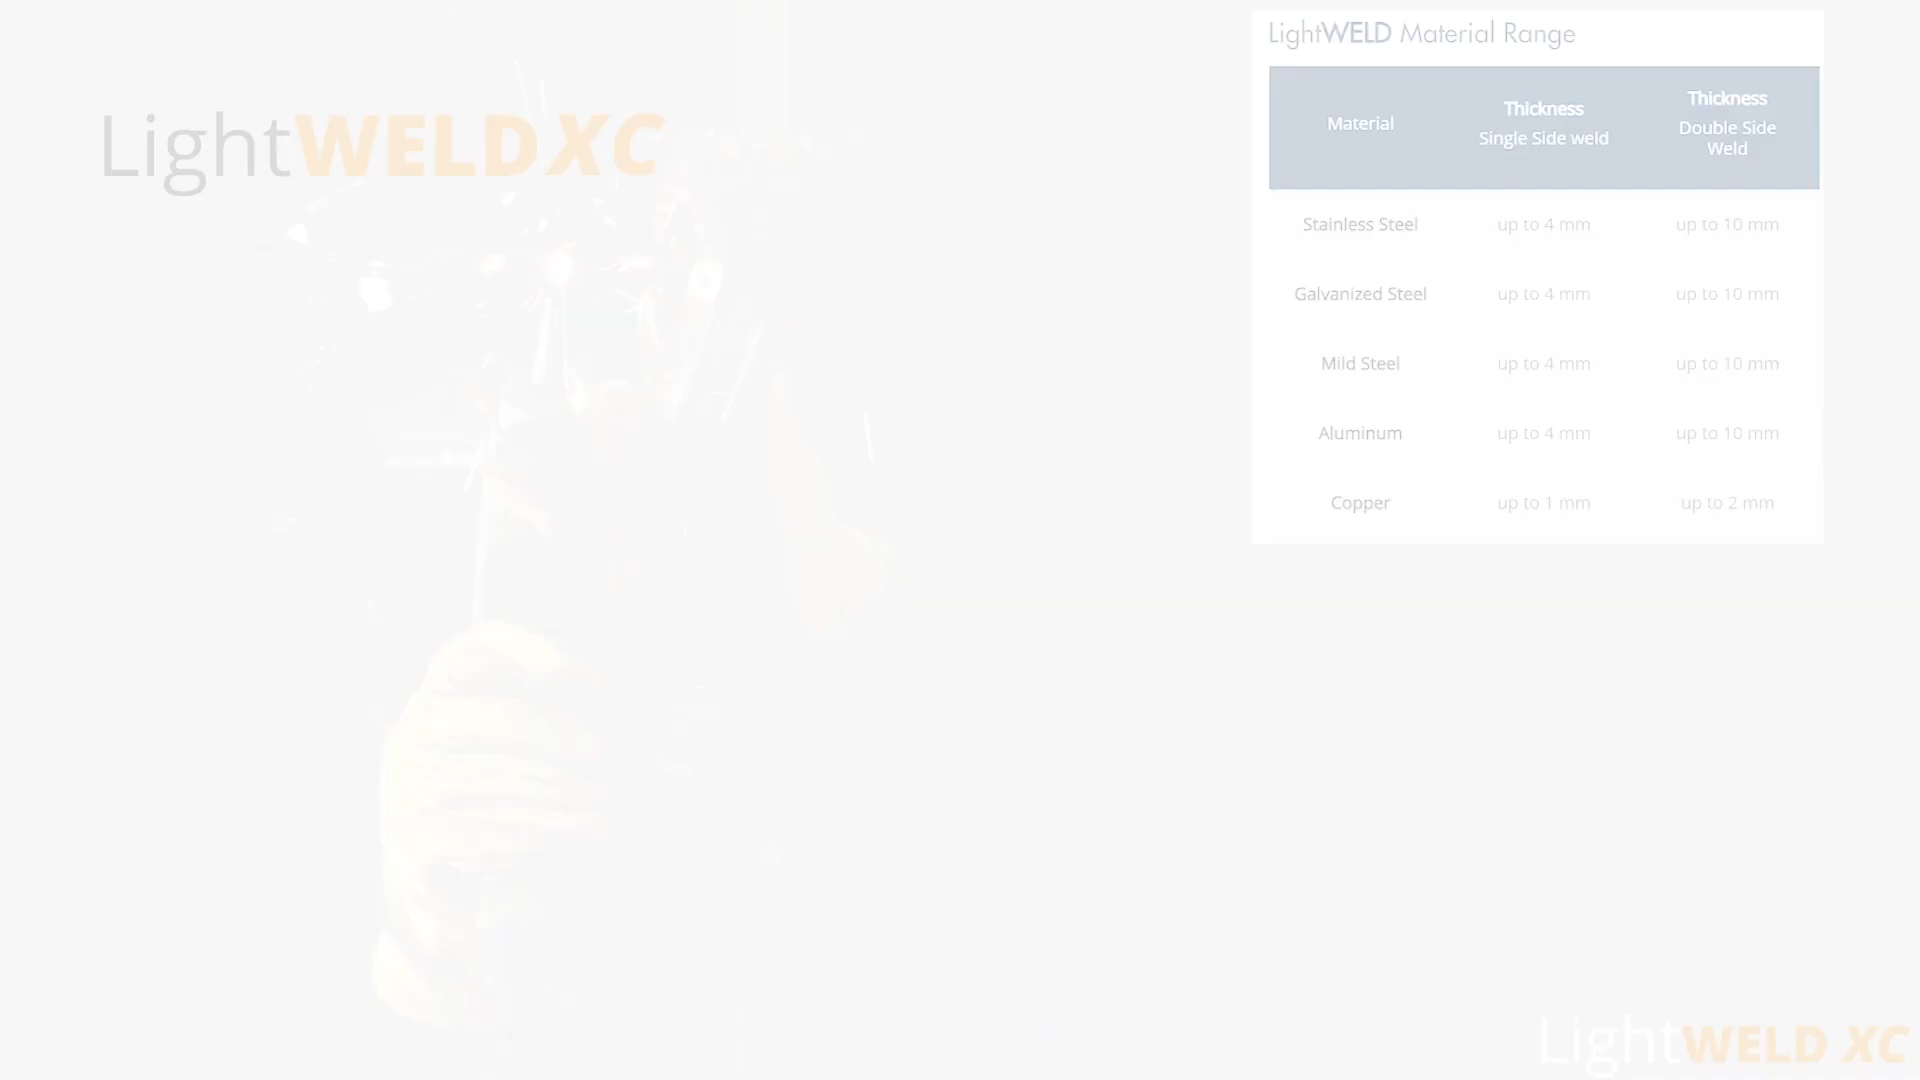 LightWELD XC
LightWELD Material Range
Material
Thickness
Single Side weld
Thickness
Double Side
Weld
Stainless Steel up to 4 mm up to 10 mm
Galvanized Steel up to 4 mm up to 10 mm
Mild Steel up to 4 mm up to 10 mm
Aluminum up to 4 mm up to 10 mm
Copper up to 1 mm up to 2 mm
LightWELD XC